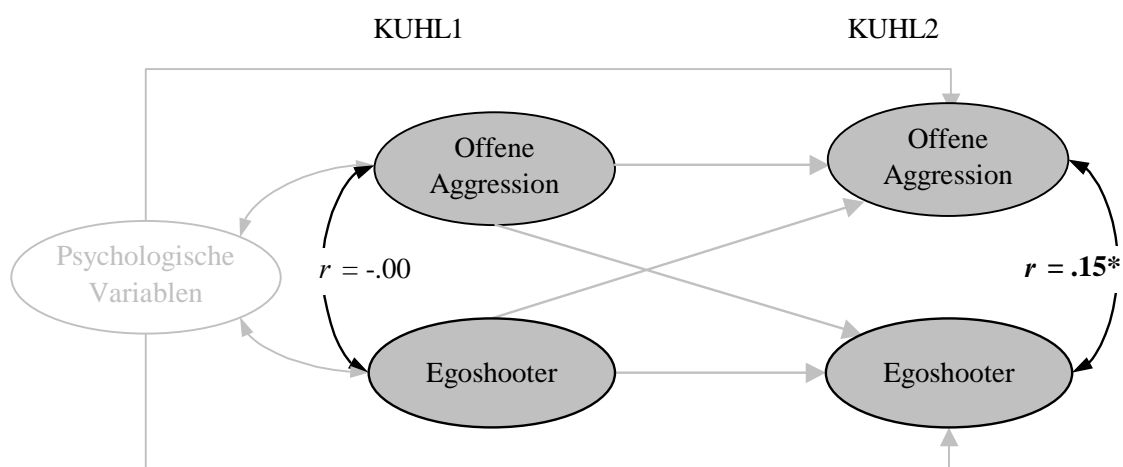 KUHL1
KUHL2
Offene
Aggression
Offene
Aggression
Psychologische
Variablen
r = -.00
r = .15*
Egoshooter
Egoshooter